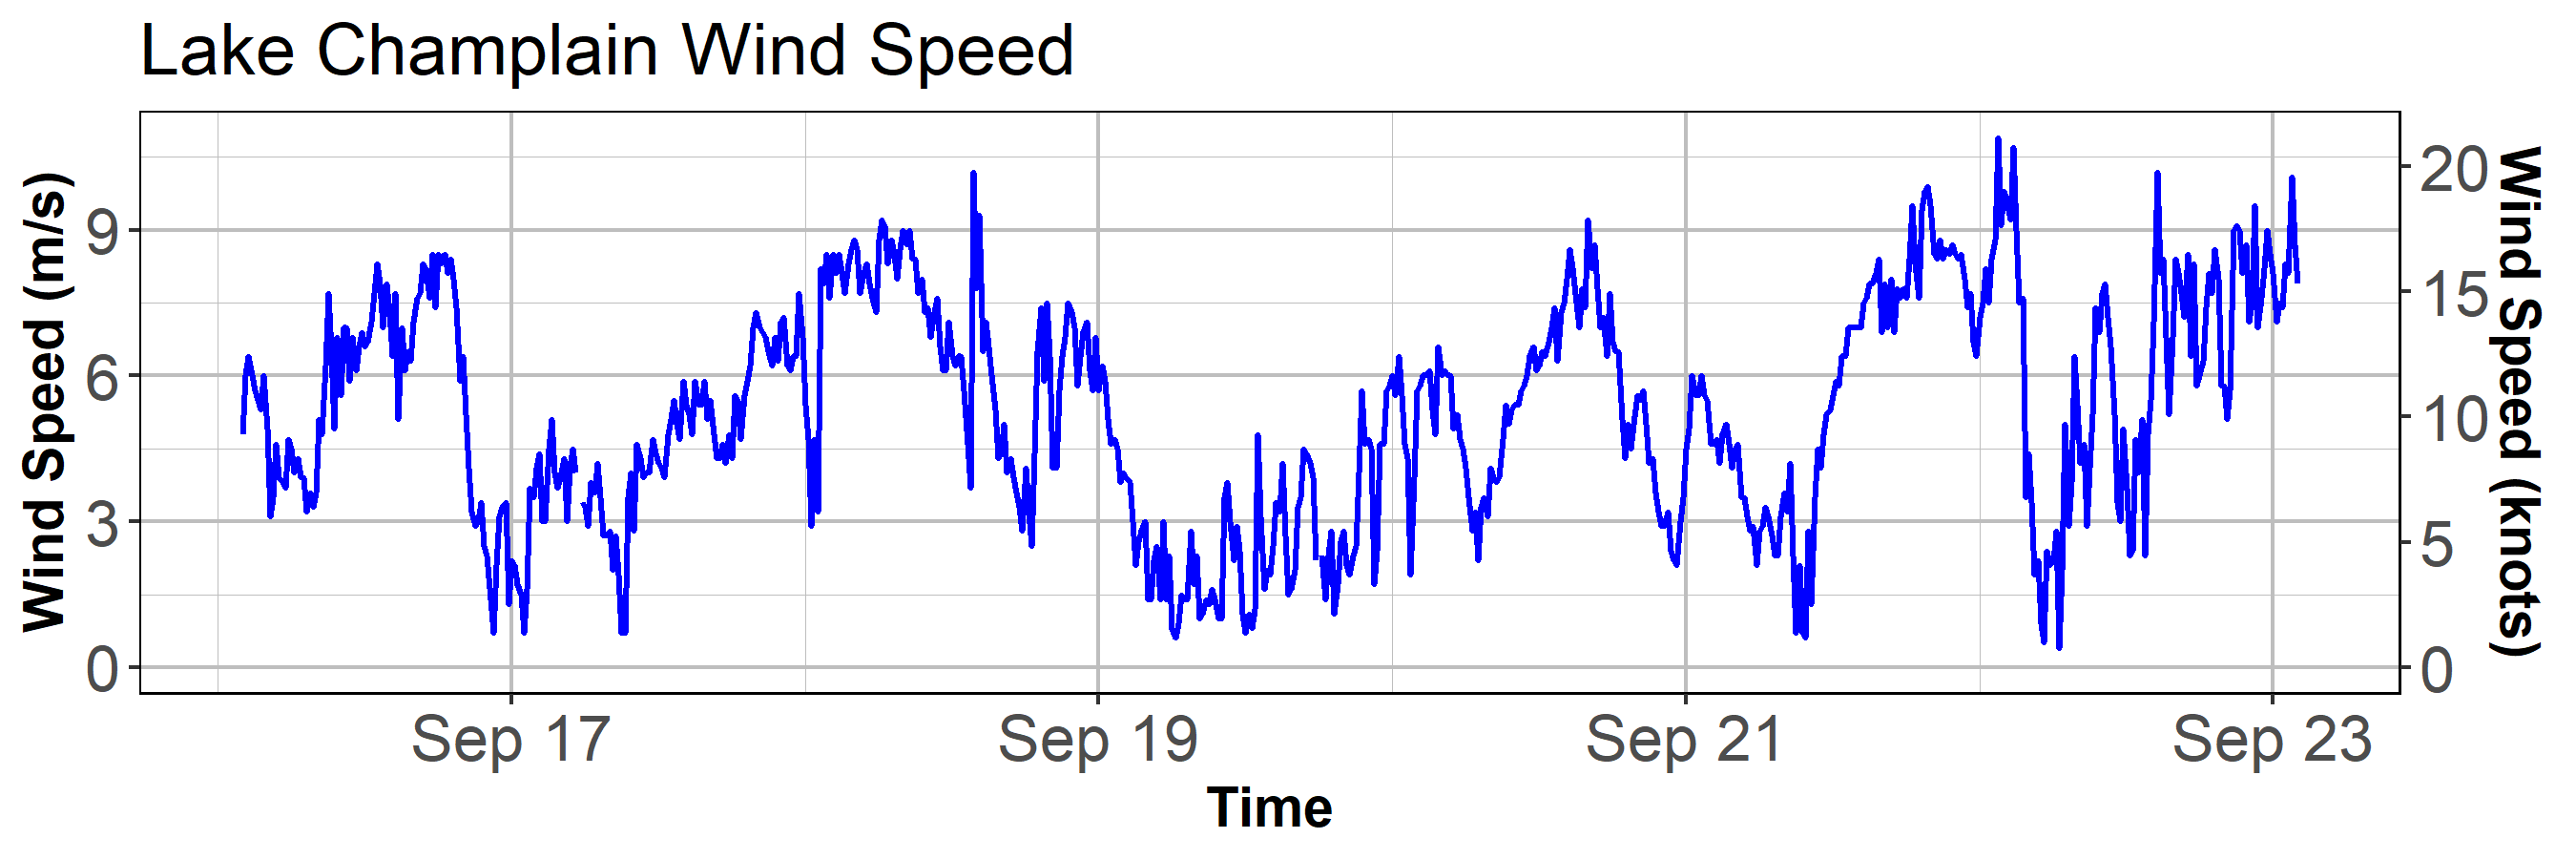 Lake Champlain Wind Speed
Wind Speed (m/s)
9
6
3
0
20
15
10
5
0
Wind Speed (knots)
Sep 17 Sep 19 Sep 21 Sep 23
Time